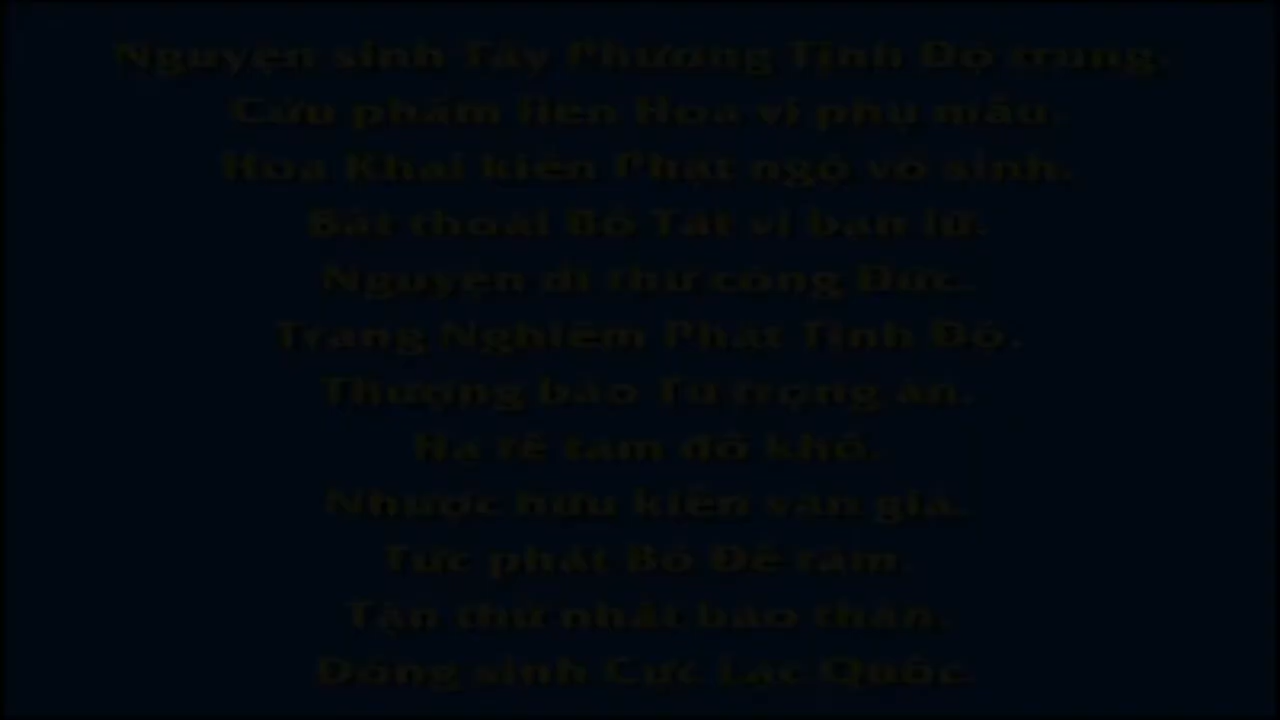 Nguyện sinh Tây Phương Tịnh Độ trung.
Cửu phẩm liên Hoa vi phụ mẫu.
Hoa Khai kiến Phật ngộ vô sinh.
Bất thoái Bồ Tát vi bạn lữ.
Nguyện dĩ thử công Đức.
Trang Nghiêm Phật Tịnh Độ.
Thượng báo Tứ trọng ân.
Hạ tế tam đồ khổ.
Nhược hữu kiến văn giả.
Tức phát Bồ Đề tâm.
Tận thử nhất báo thân.
Đồng sinh Cực Lạc Quốc.